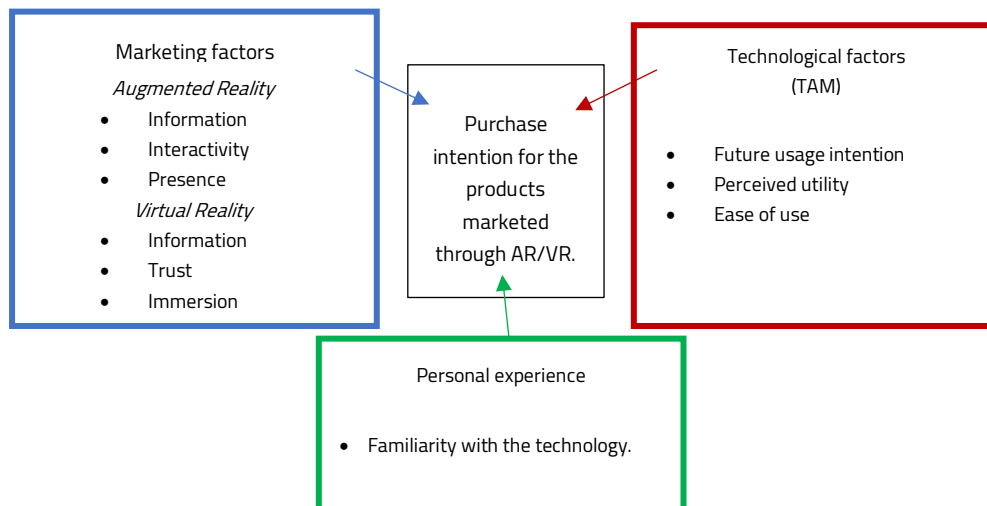 Marketing factors
Augmented Reality
• Information
• Interactivity
• Presence
Virtual Reality
• Information
• Trust
• Immersion
Purchase
intention for the
products
marketed
through AR/VR.
Technological factors
(TAM)
• Future usage intention
• Perceived utility
• Ease of use
Personal experience
• Familiarity with the technology.